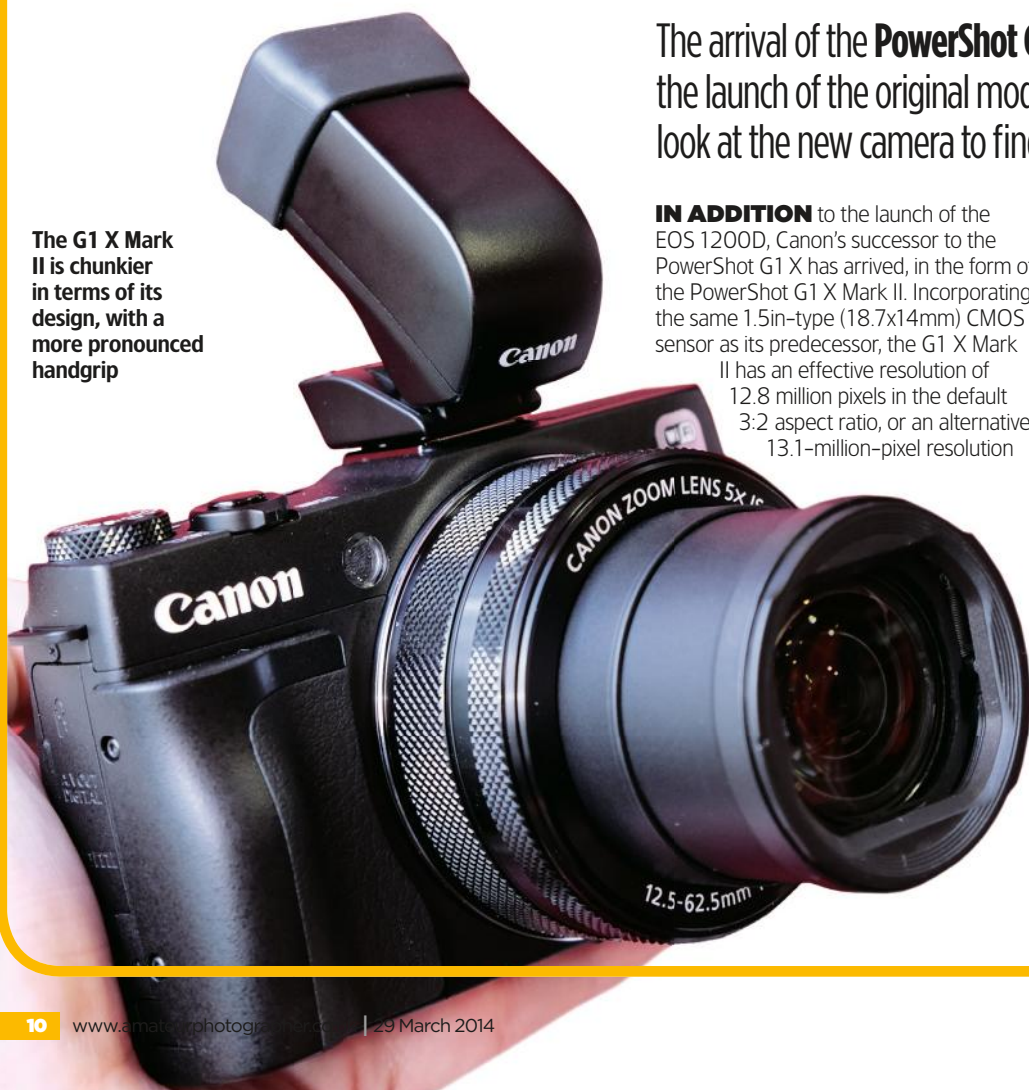 The arrival of the PowerShot
the launch of the original
look at the new camera to
The G1 X Mark
II is chunkier
in terms of its
design, with a
more pronounced
handgrip
IN ADDITION to the launch of the
EOS 1200D, Canon's successor to the
PowerShot G1 X has arrived, in the form of
the PowerShot G1 X Mark II. Incorporating
the same 1.5in-type (18.7x14mm) CMOS
sensor as its predecessor, the G1 X Mark
II has an effective resolution of
12.8 million pixels in the default
3:2 aspect ratio, or an alternative
13.1-million-pixel resolution
Canon
CANON ZOOM LENS 5x
Canon
A/V OUT
DIGITAL
12.5-62.5mm
10 29 March 2014